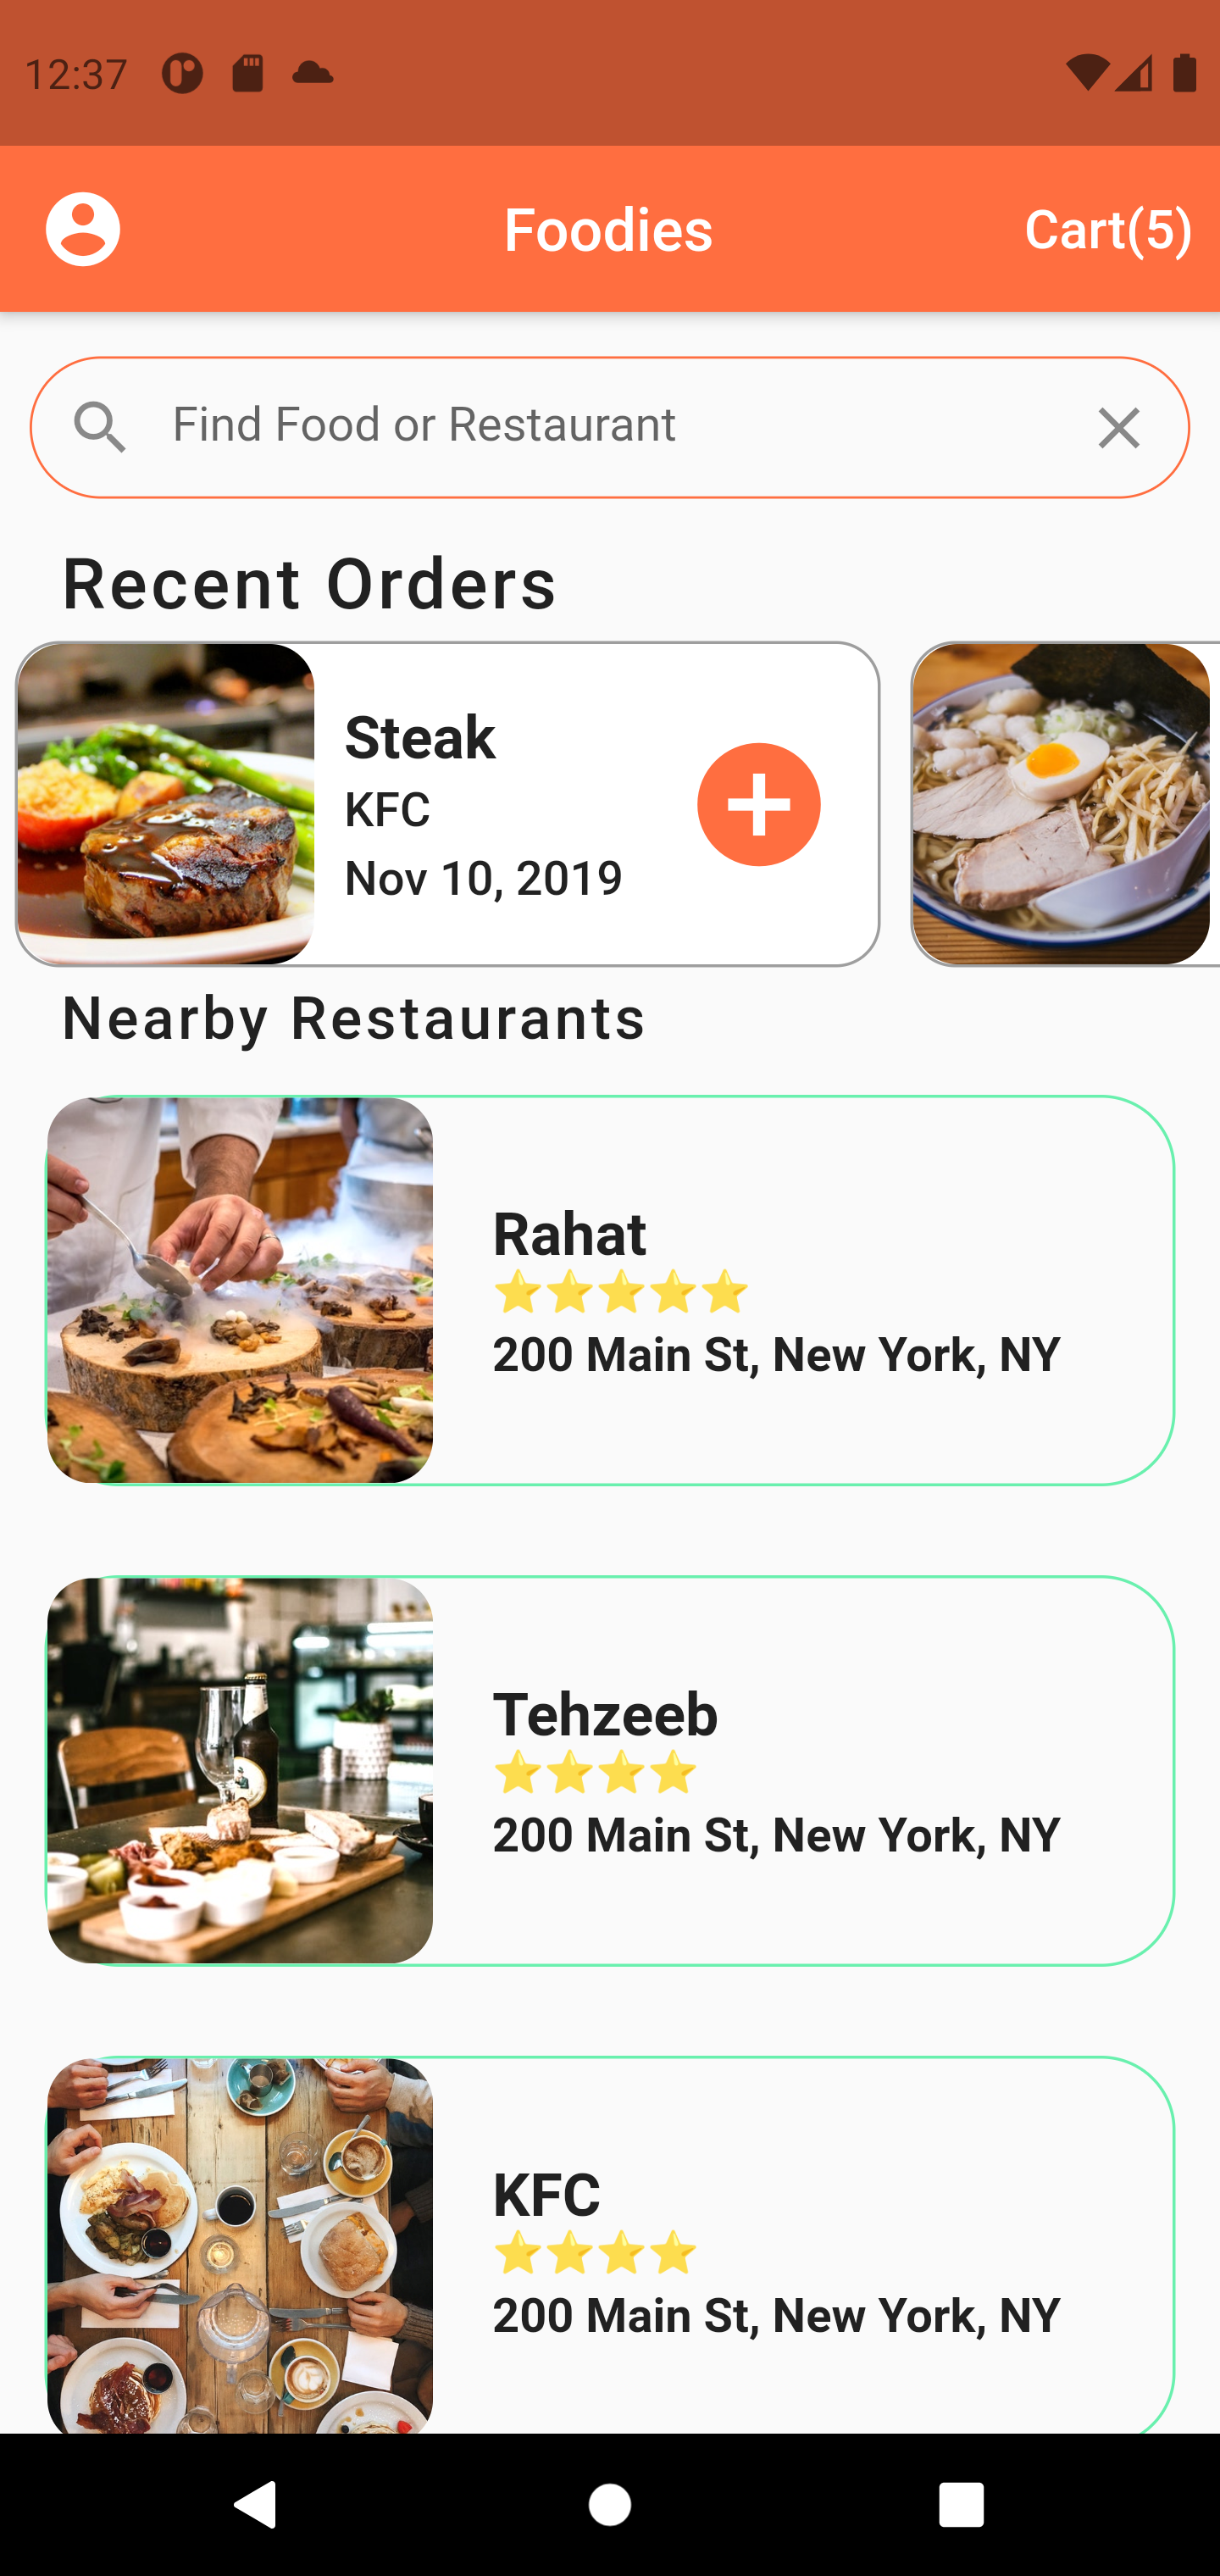 12:37
Foodies
Cart(5)
Find Food or Restaurant
Recent Orders
Steak
KFC
Nov 10, 2019
Nearby Restaurants
Rahat
⭐⭐⭐⭐⭐
200 Main St, New York, NY
Tehzeeb
⭐⭐⭐⭐
200 Main St, New York, NY
KFC
⭐⭐⭐⭐
200 Main St, New York, NY